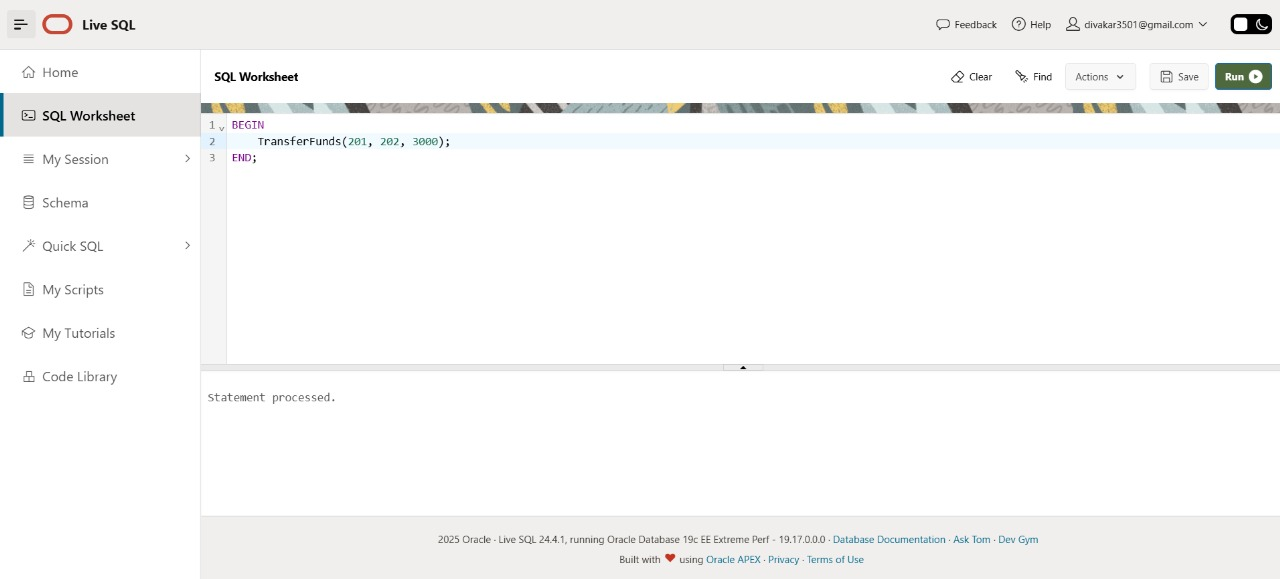 Live SQL
Feedback Help divakar3501@gmail.com
Home
SQL Worksheet
My Session
Schema
Quick SQL
My Scripts
My Tutorials
Code Library
SQL Worksheet Clear Find Actions Save Run
1 BEGIN
2 TransferFunds(201, 202, 3000);
3 END;
Statement processed.
2025 Oracle · Live SQL 24.4.1, running Oracle Database 19c EE Extreme Perf - 19.17.0.0.0 · Database Documentation · Ask Tom · Dev Gym
Built with ❤ using Oracle APEX · Privacy · Terms of Use